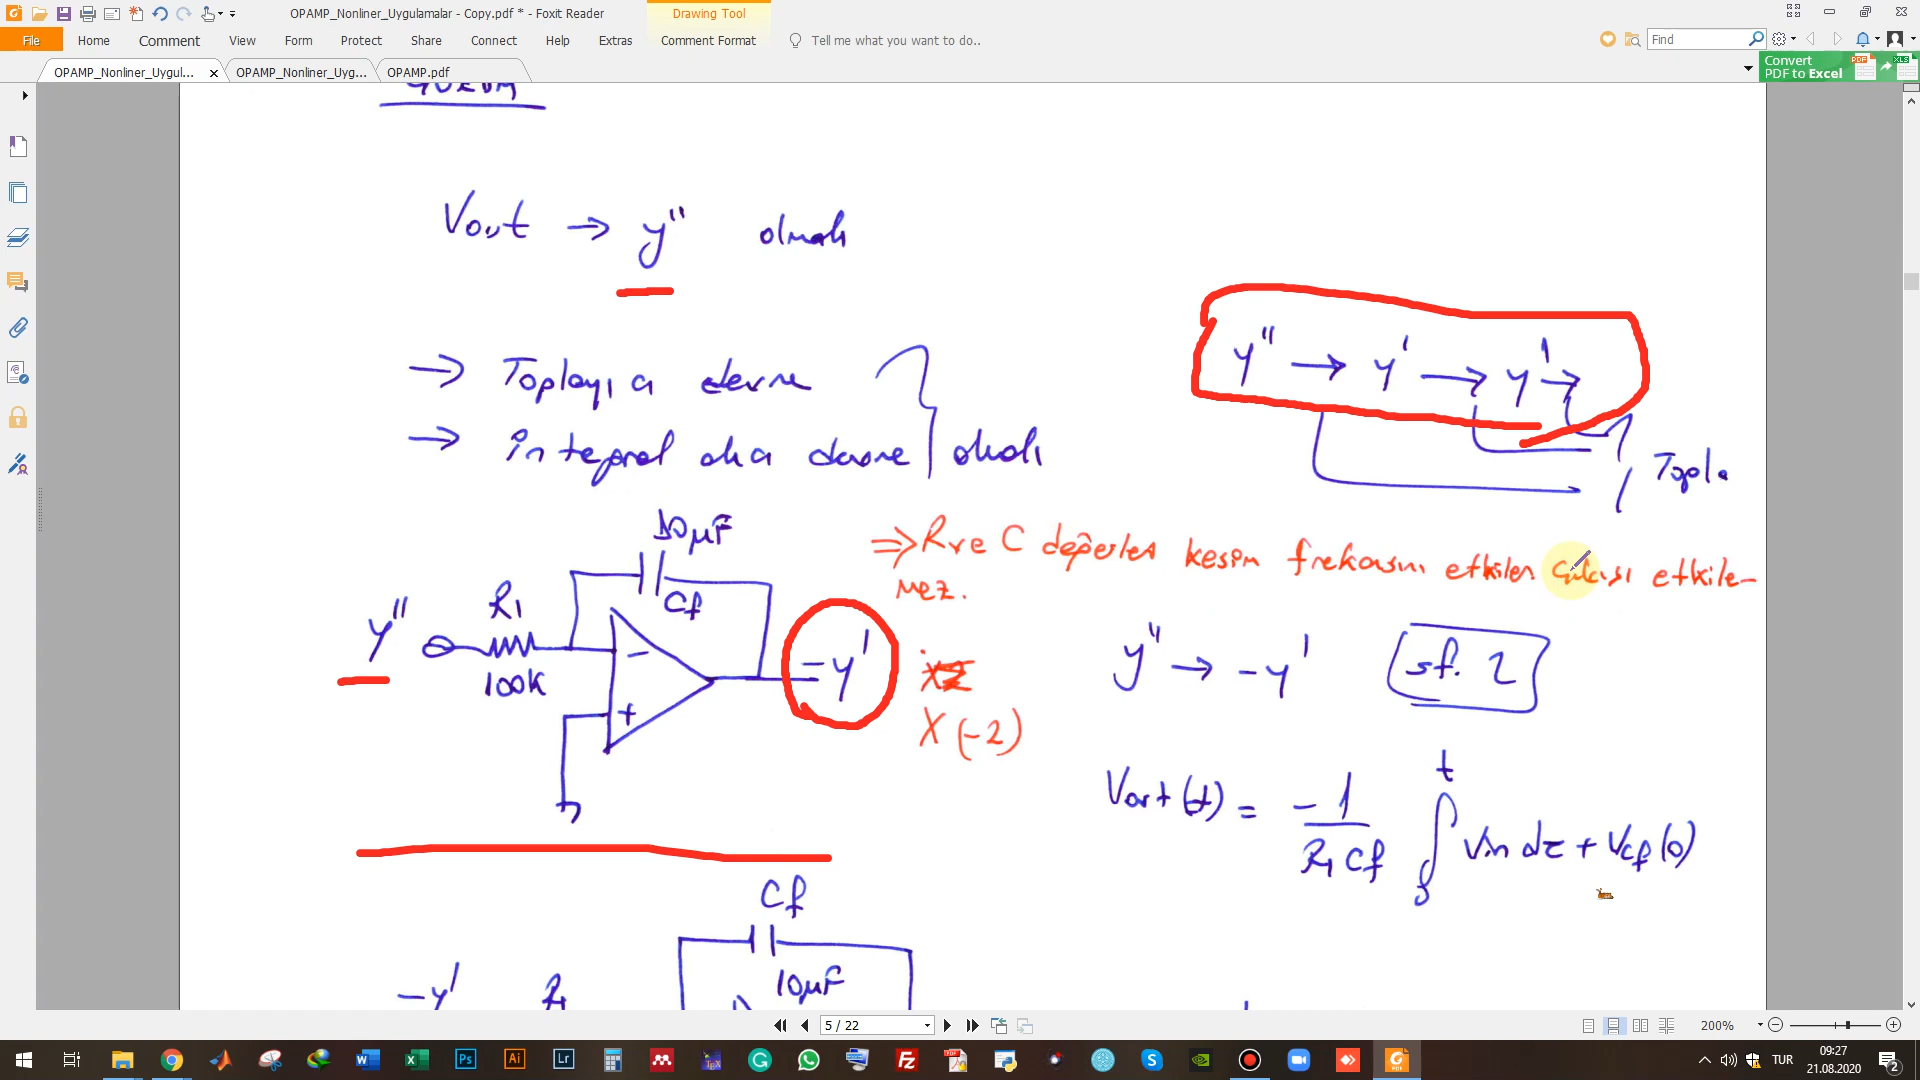 OPAMP_Nonliner_Uygulamalar - Copy.pdf * - Foxit Reader
Drawing Tool
File Home Comment View Form Protect Share Connect Help Extras Comment Format Tell me what you want to do.. Find
OPAMP_Nonliner_Uygul... OPAMP_Nonliner_Uyg... OPAMP.pdf
Convert
PDF to Excel
Vout → y" olmalı
y" → y' → y →
→ Toplayıcı devre
→ integral alıcı devre olmalı
Topla
10μF
Cf
⇒ R ve C değerleri kesim frekansını etkiler çıkışı etkile-
mez.
y" R1 100K - + -y'
X(-2)
y" → -y' sf. 2
Vout(t) = -1/R1Cf ∫ 0 t Vin dτ + Vcf(0)
Cf
10μF
-y' R1
5 / 22
200%
TUR 09:27
21.08.2020
2